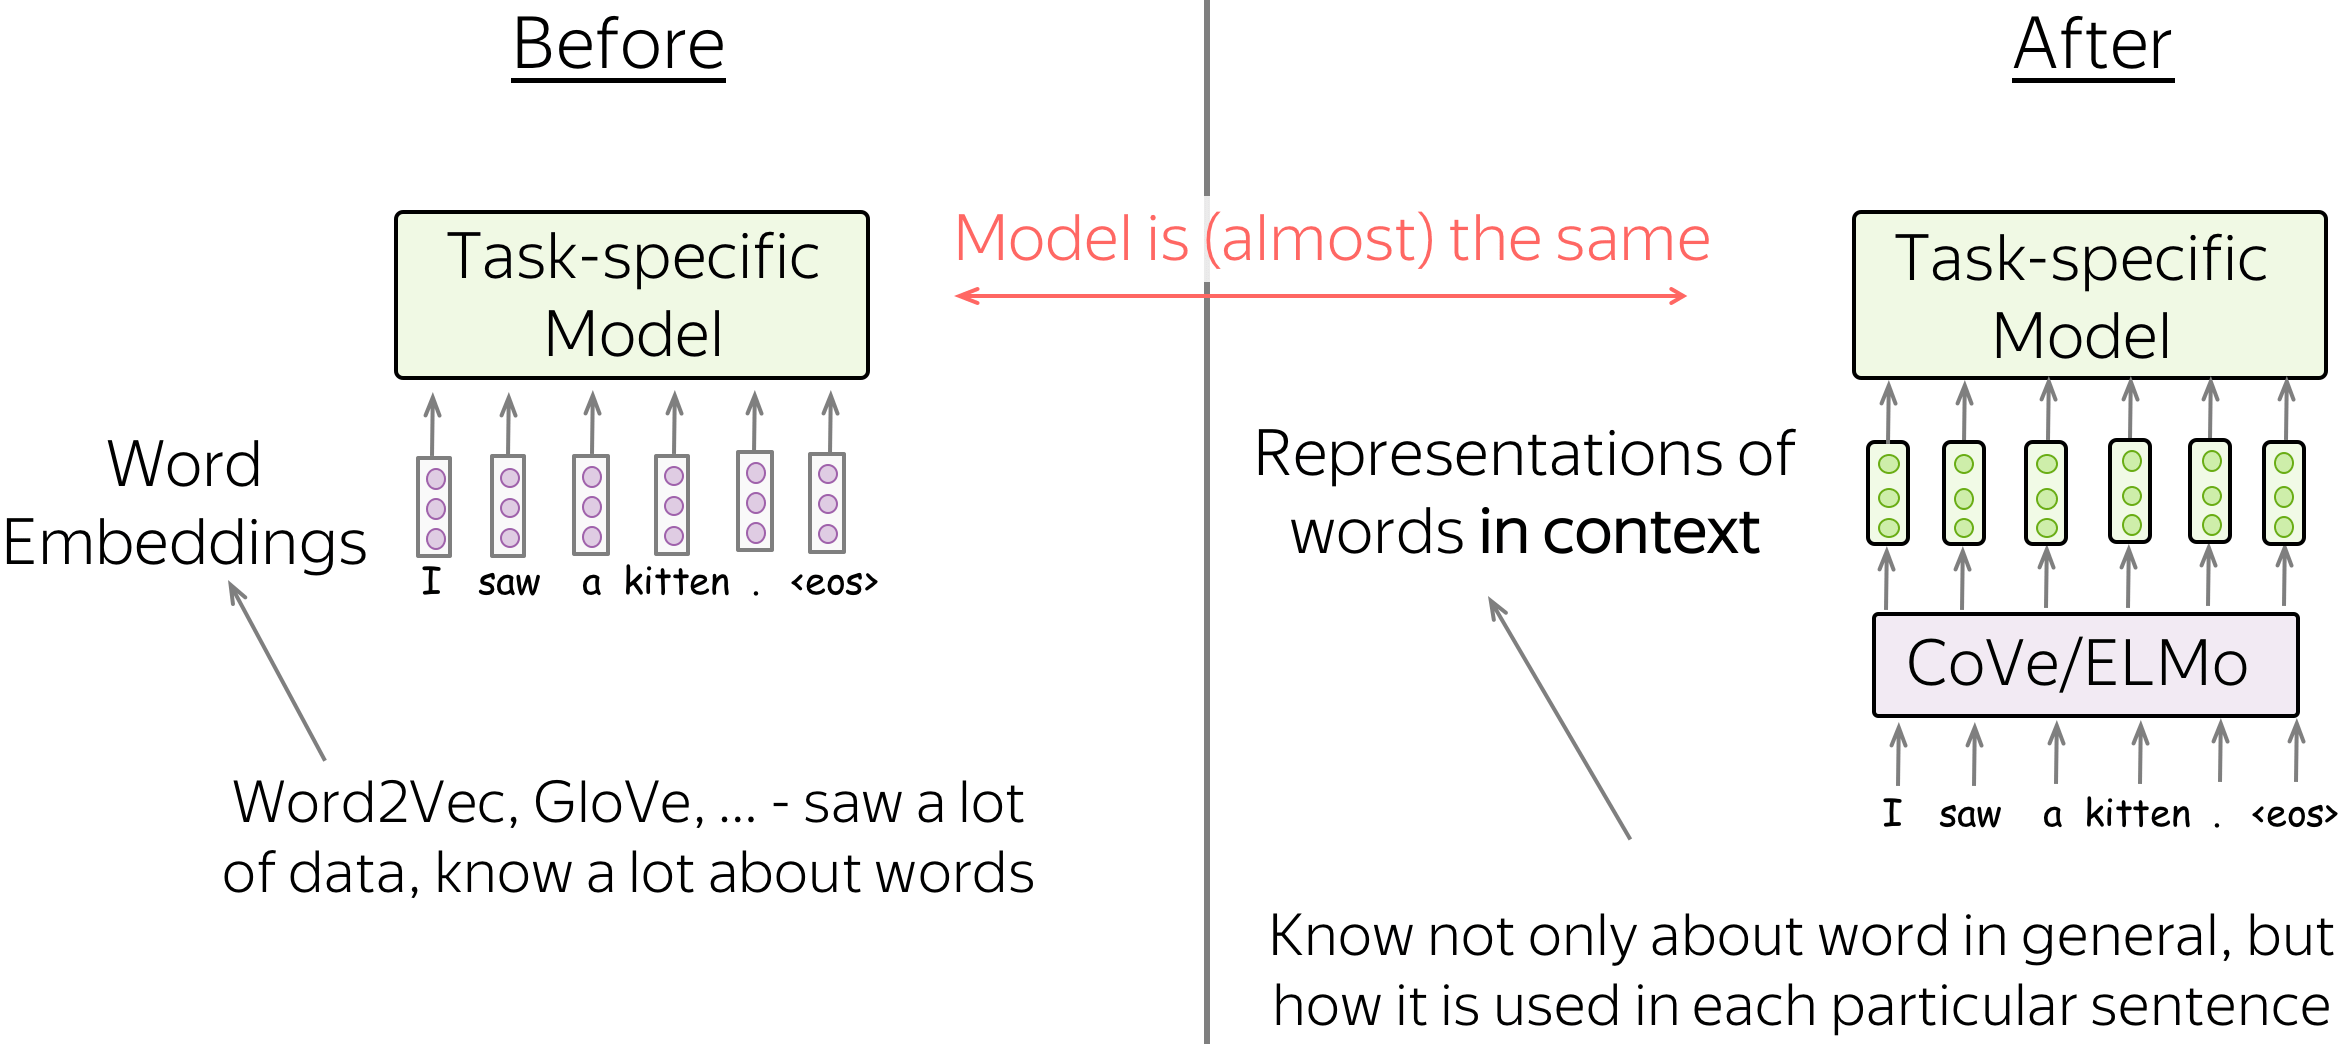 Before
Task-specific
Model
Word
Embeddings
I saw a kitten . <eos>
Word2Vec, GloVe, ... - saw a lot
of data, know a lot about words
Model is (almost) the same
After
Task-specific
Model
Representations of
words in context
CoVe/ELMo
I saw a kitten . <eos>
Know not only about word in general, but
how it is used in each particular sentence